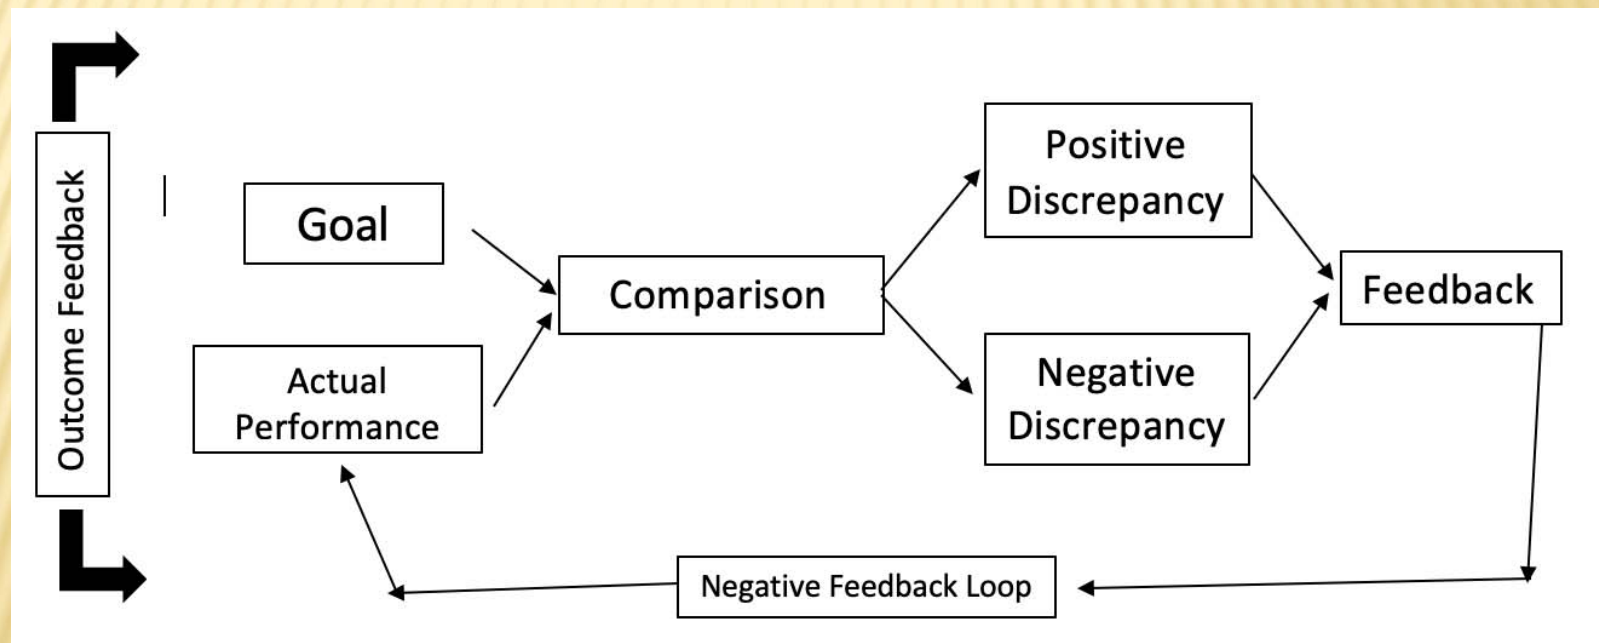 Outcome Feedback
Goal
Actual
Performance
Comparison
Positive
Discrepancy
Negative
Discrepancy
Feedback
Negative Feedback Loop